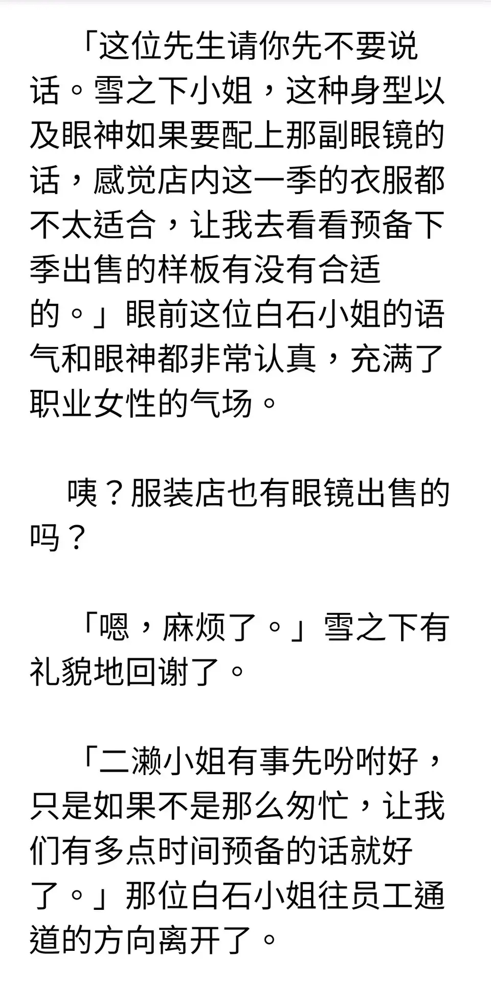 「这位先生请你先不要说
话。雪之下小姐，这种身型以
及眼神如果要配上那副眼镜的
话，感觉店内这一季的衣服都
不太适合，让我去看看预备下
季出售的样板有没有合适
的。」眼前这位白石小姐的语
气和眼神都非常认真，充满了
职业女性的气场。
咦？服装店也有眼镜出售的
吗？
「嗯，麻烦了。」雪之下有
礼貌地回谢了。
「二濑小姐有事先吩咐好，
只是如果不是那么匆忙，让我
们有多点时间预备的话就好
了。」那位白石小姐往员工通
道的方向离开了。